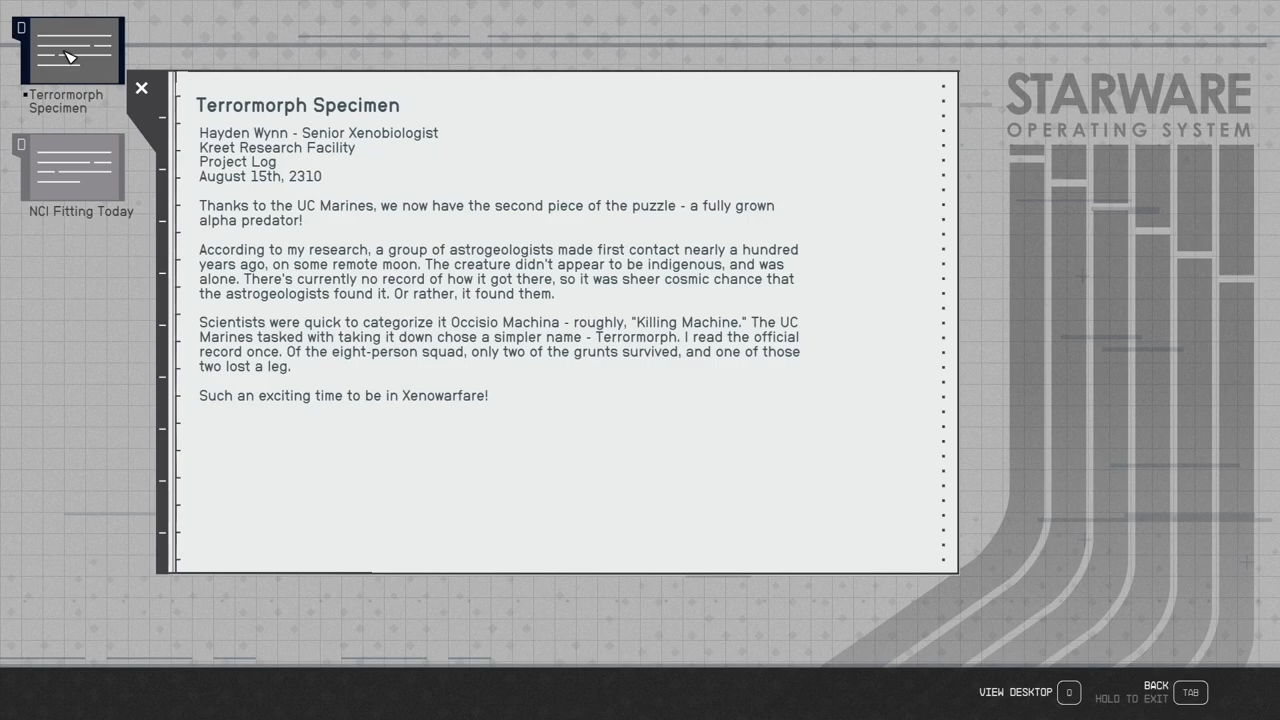 Terrormorph
Specimen
NCI Fitting Today
Terrormorph Specimen
Hayden Wynn - Senior Xenobiologist
Kreet Research Facility
Project Log
August 15th, 2310
Thanks to the UC Marines, we now have the second piece of the puzzle - a fully grown
alpha predator!
According to my research, a group of astrogeologists made first contact nearly a hundred
years ago, on some remote moon. The creature didn't appear to be indigenous, and was
alone. There's currently no record of how it got there, so it was sheer cosmic chance that
the astrogeologists found it. Or rather, it found them.
Scientists were quick to categorize it Occisio Machina - roughly, "Killing Machine." The UC
Marines tasked with taking it down chose a simpler name - Terrormorph. I read the official
record once. Of the eight-person squad, only two of the grunts survived, and one of those
two lost a leg.
Such an exciting time to be in Xenowarfare!
STARWARE
OPERATING SYSTEM
VIEW DESKTOP Q
BACK
HOLD TO EXIT TAB